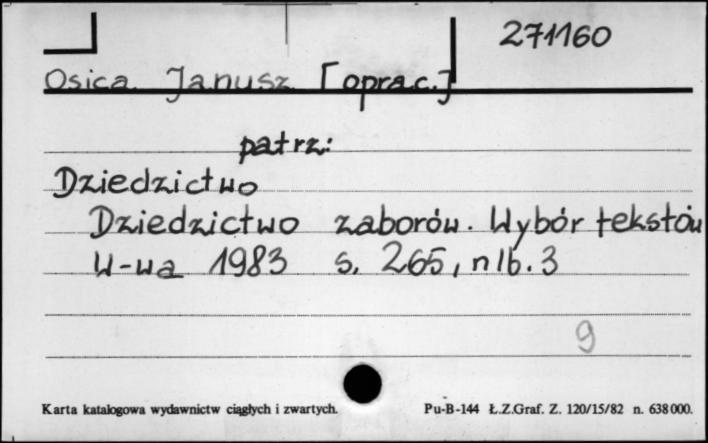 271160
Osica Janusz [oprac.]
patrz:
Dziedzictwo
Dziedzictwo zaborów. Wybór tekstów
W-wa 1983 s. 265, nlb. 3
9
Karta katalogowa wydawnictw ciągłych i zwartych. Pu-B-144 Ł.Z.Graf. Z. 120/15/82 n. 638000.